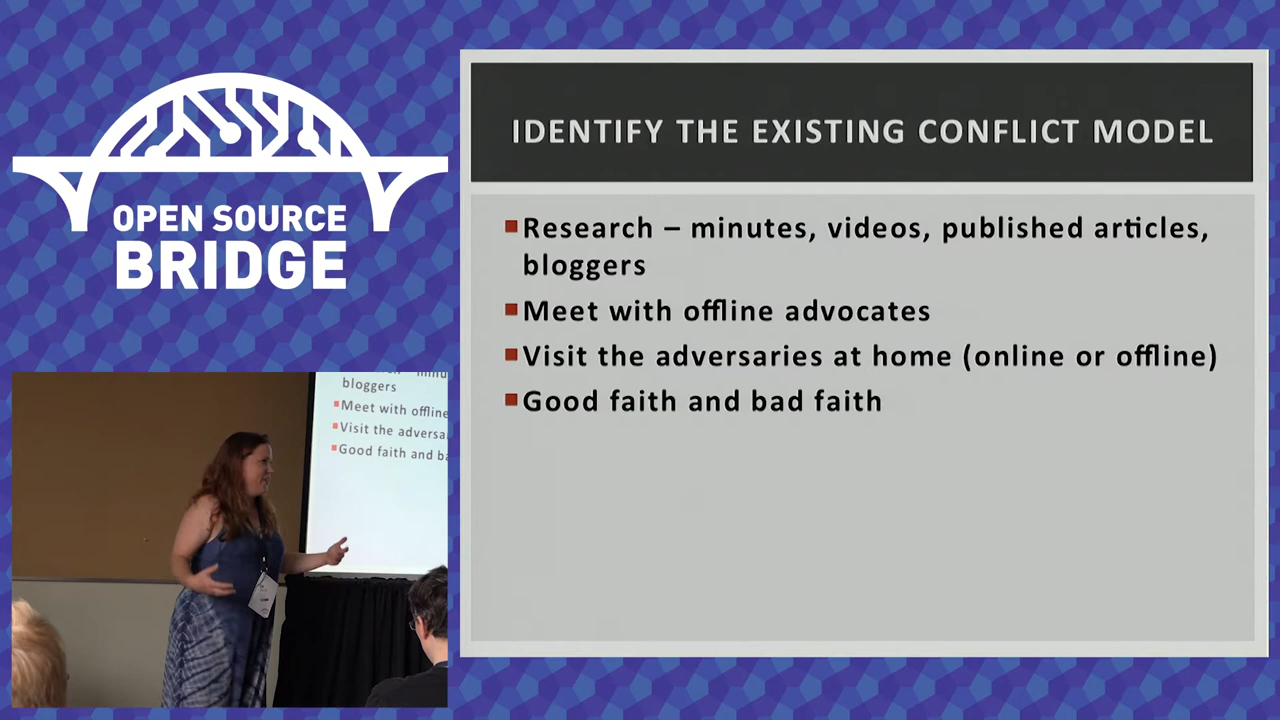 OPEN SOURCE
BRIDGE
IDENTIFY THE EXISTING CONFLICT MODEL
Research – minutes, videos, published articles,
bloggers
Meet with offline advocates
Visit the adversaries at home (online or offline)
Good faith and bad faith
bloggers
Meet with offline
Visit the adversa
Good faith and ba